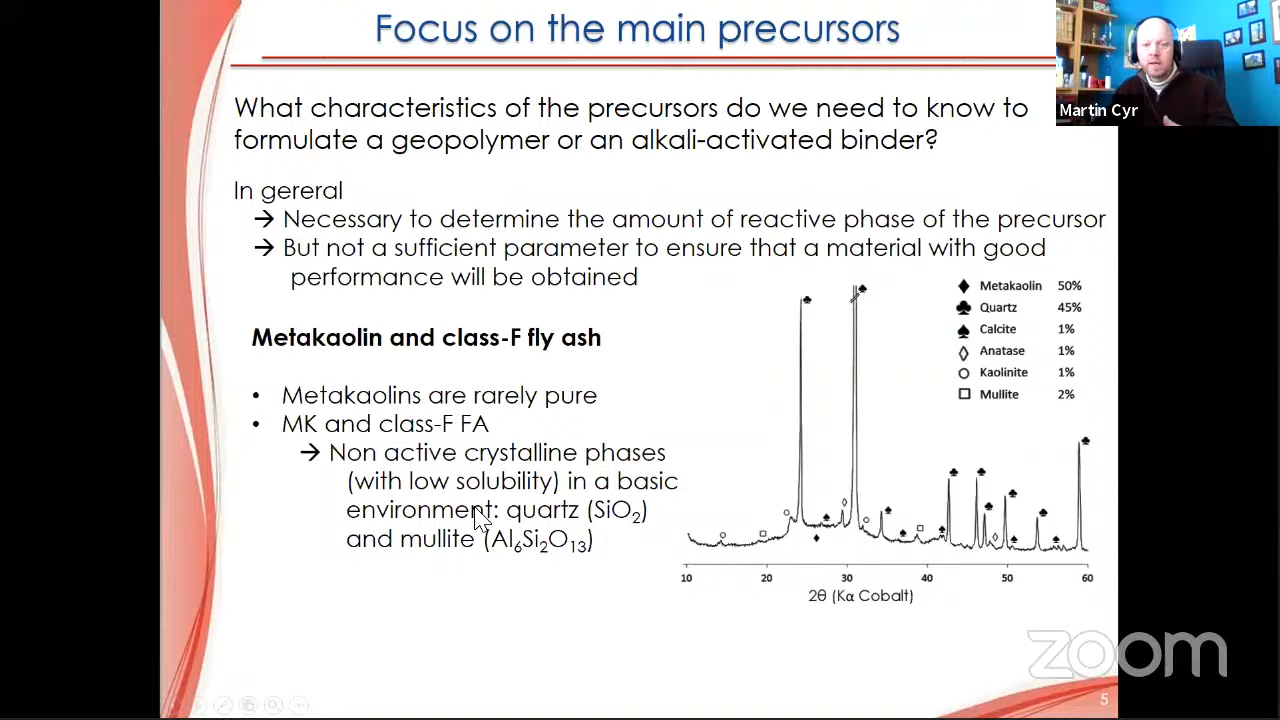 Focus on the main precursors
Martin Cyr
What characteristics of the precursors do we need to know to
formulate a geopolymer or an alkali-activated binder?
In gereral
→ Necessary to determine the amount of reactive phase of the precursor
→ But not a sufficient parameter to ensure that a material with good
performance will be obtained
Metakaolin and class-F fly ash
• Metakaolins are rarely pure
• MK and class-F FA
→ Non active crystalline phases
(with low solubility) in a basic
environment: quartz (SiO₂)
and mullite (Al₆Si₂O₁₃)
♦ Metakaolin 50%
♣ Quartz 45%
♠ Calcite 1%
◊ Anatase 1%
○ Kaolinite 1%
□ Mullite 2%
10 20 30 40 50 60
2θ (Kα Cobalt)
zoom
5